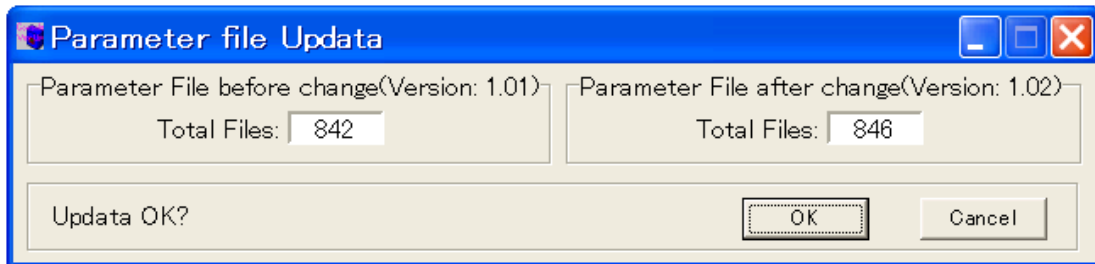 Parameter file Updata
Parameter File before change(Version: 1.01)
Total Files: 842
Parameter File after change(Version: 1.02)
Total Files: 846
Updata OK?
OK
Cancel